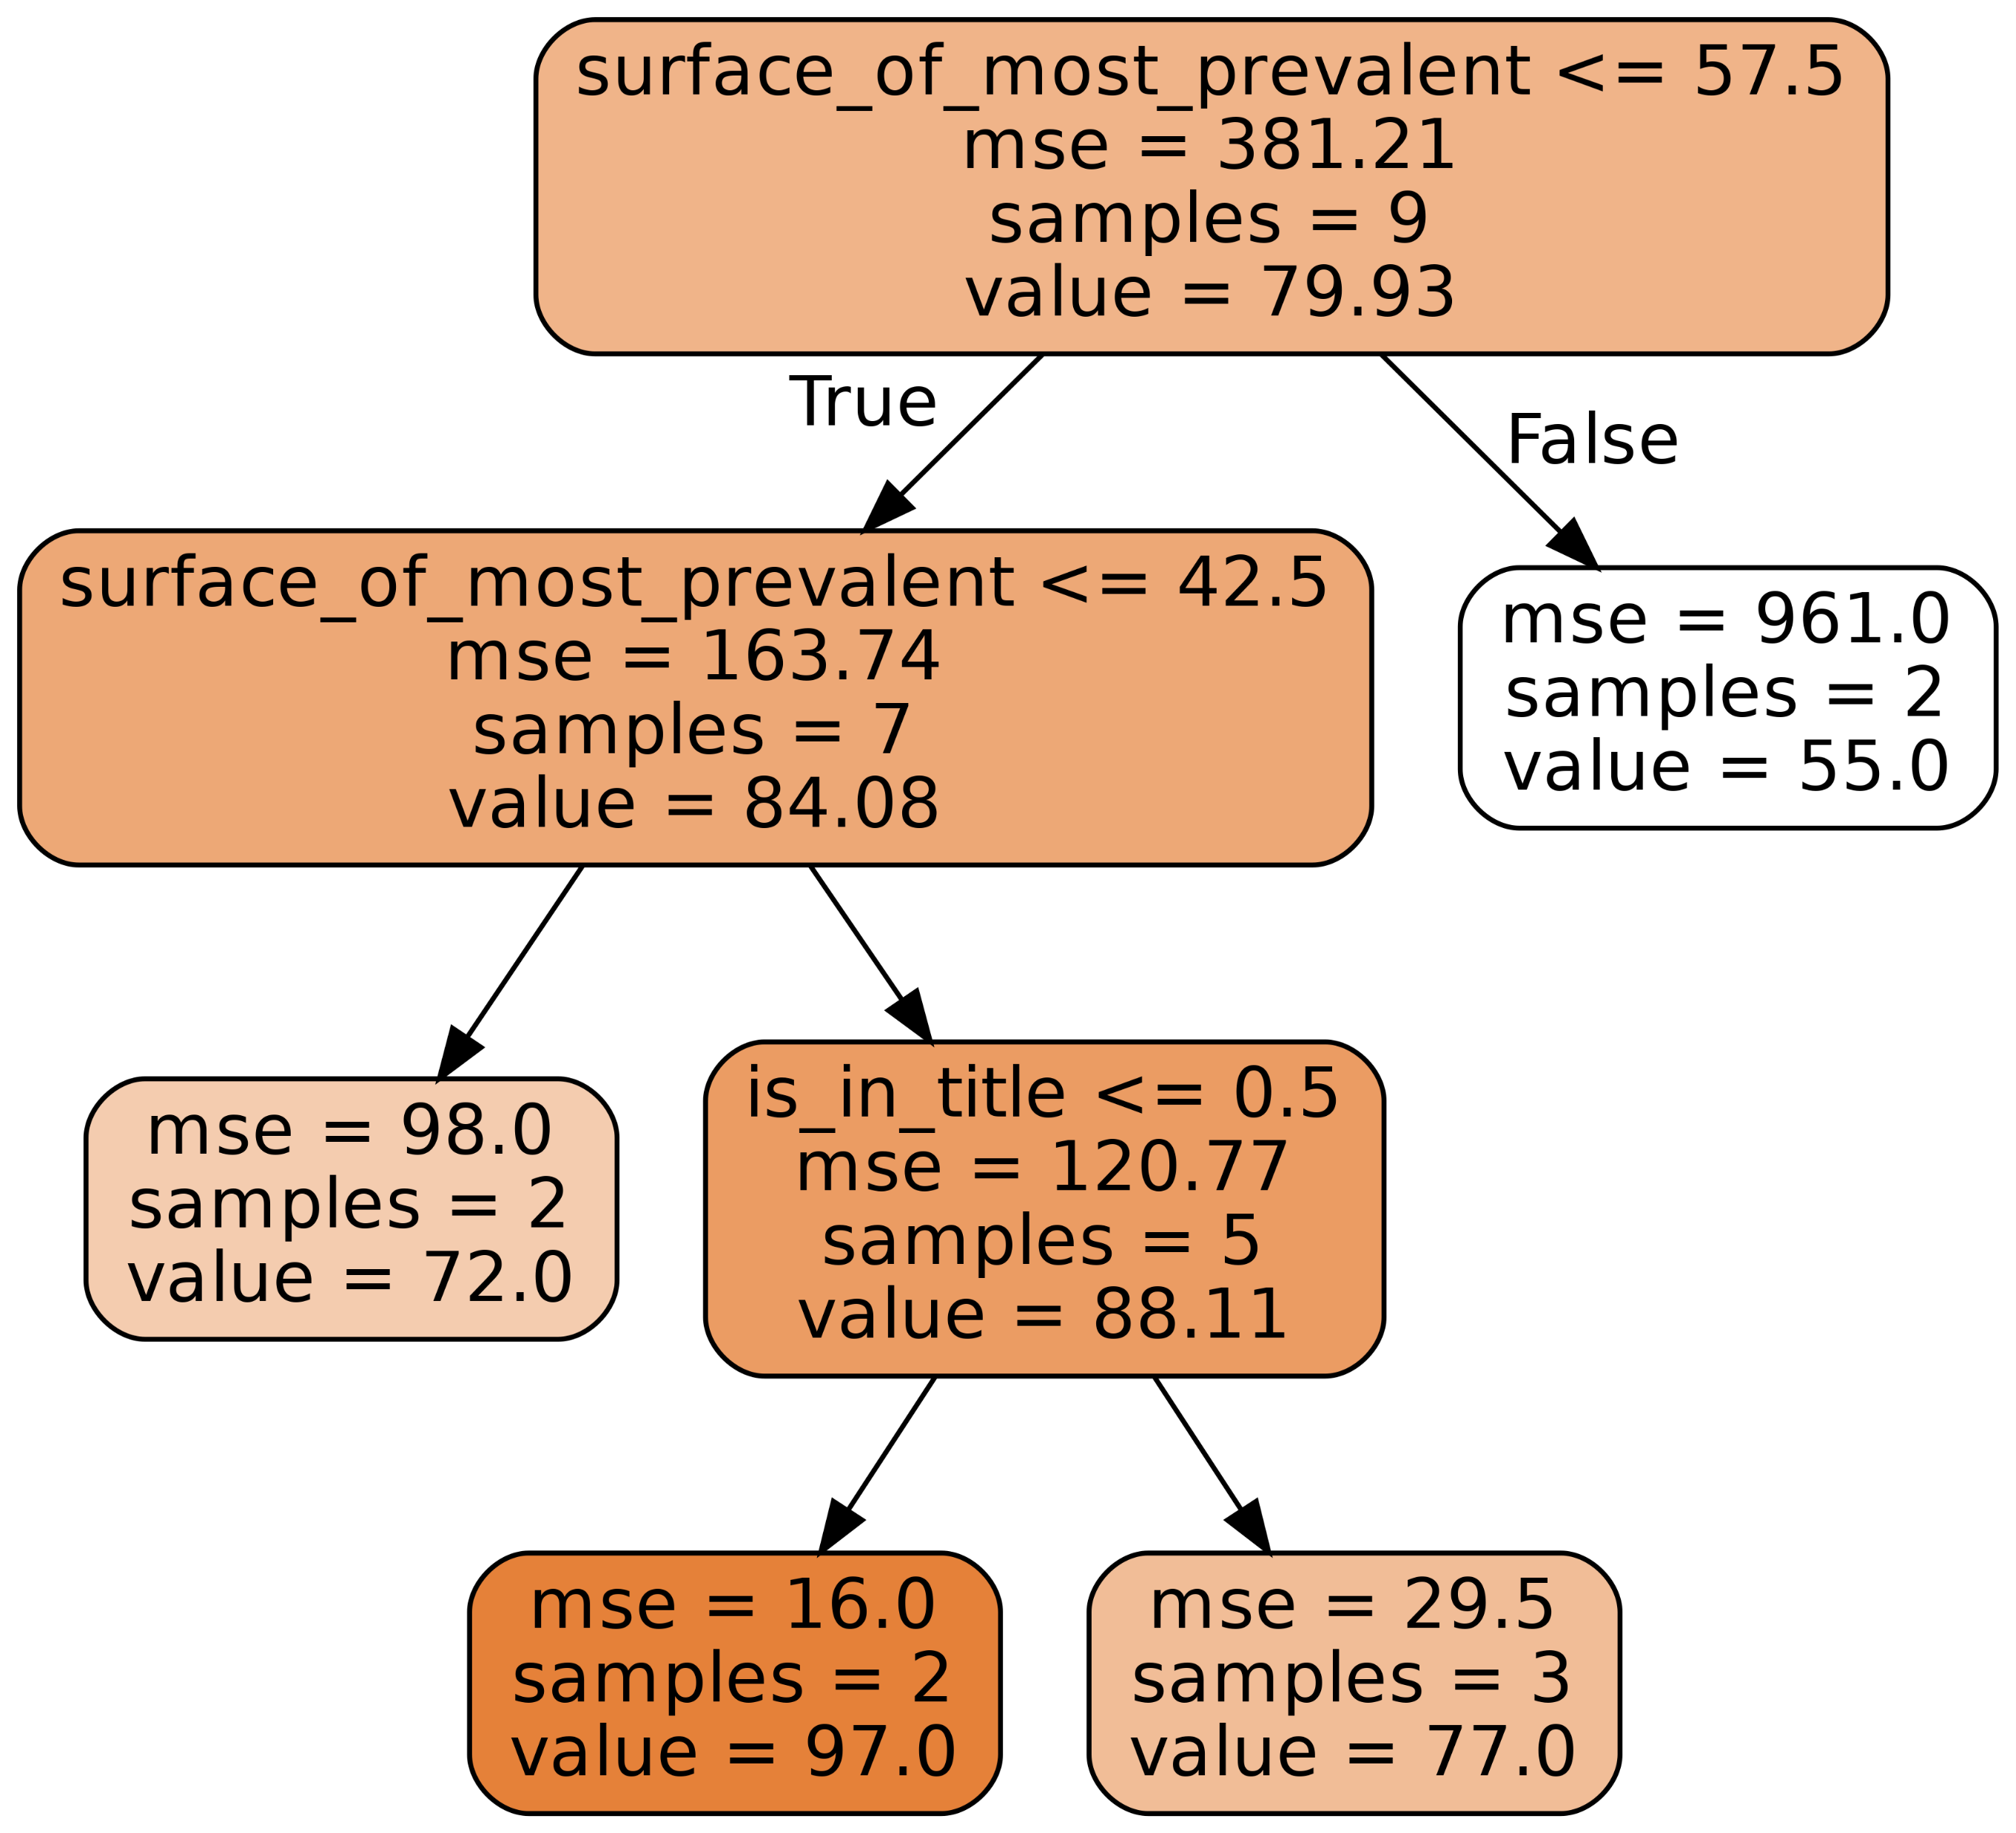 surface_of_most_prevalent <= 57.5
mse = 381.21
samples = 9
value = 79.93
True
False
surface_of_most_prevalent <= 42.5
mse = 163.74
samples = 7
value = 84.08
mse = 961.0
samples = 2
value = 55.0
mse = 98.0
samples = 2
value = 72.0
is_in_title <= 0.5
mse = 120.77
samples = 5
value = 88.11
mse = 16.0
samples = 2
value = 97.0
mse = 29.5
samples = 3
value = 77.0